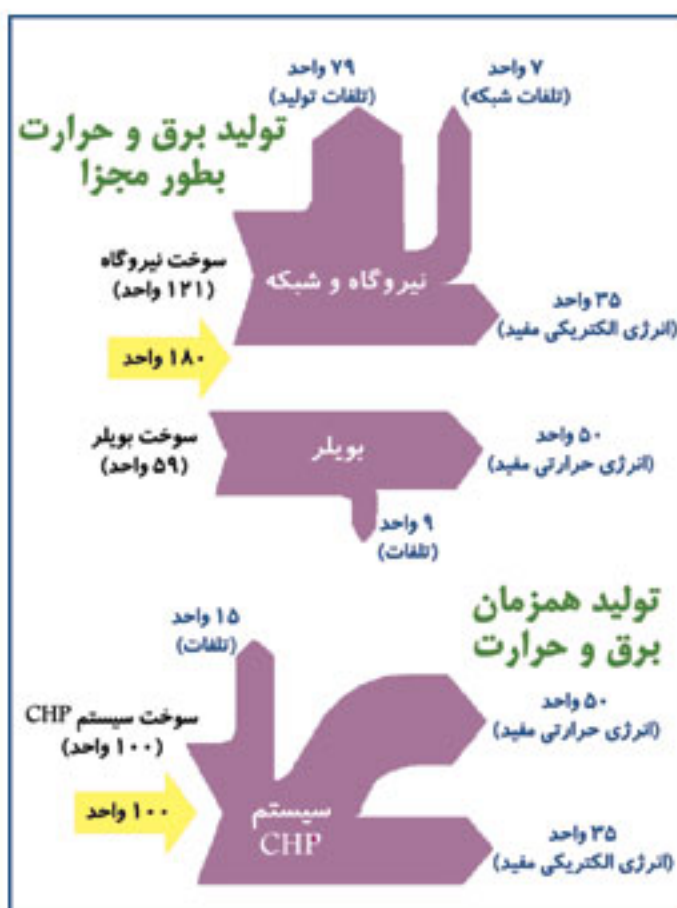 ۷۹ واحد
(تلفات تولید)
۷ واحد
(تلفات شبکه)
تولید برق و حرارت
بطور مجزا
سوخت نیروگاه
(۱۲۱ واحد)
نیروگاه و شبکه
۳۵ واحد
(انرژی الکتریکی مفید)
۱۸۰ واحد
سوخت بویلر
(۵۹ واحد)
بویلر
۵۰ واحد
(انرژی حرارتی مفید)
۹ واحد
(تلفات)
تولید همزمان
برق و حرارت
۱۵ واحد
(تلفات)
سوخت سیستم CHP
(۱۰۰ واحد)
۵۰ واحد
(انرژی حرارتی مفید)
۱۰۰ واحد
سیستم
CHP
۳۵ واحد
(انرژی الکتریکی مفید)